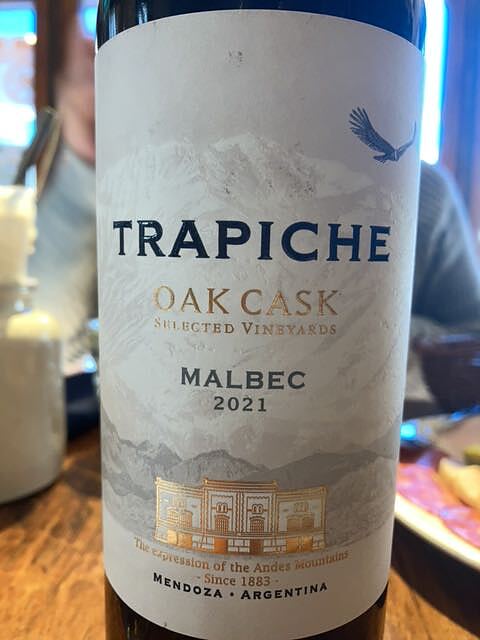 TRAPICHE
OAK CASK
SELECTED VINEYARDS
MALBEC
2021
The expression of the Andes Mountains
- Since 1883 -
MENDOZA • ARGENTINA